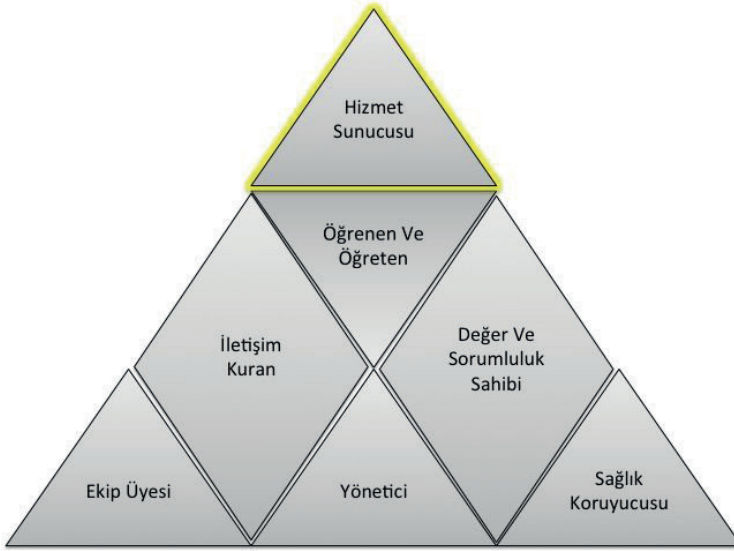 Hizmet
Sunucusu
Öğrenen Ve
Öğreten
İletişim
Kuran
Değer Ve
Sorumluluk
Sahibi
Ekip Üyesi
Yönetici
Sağlık
Koruyucusu